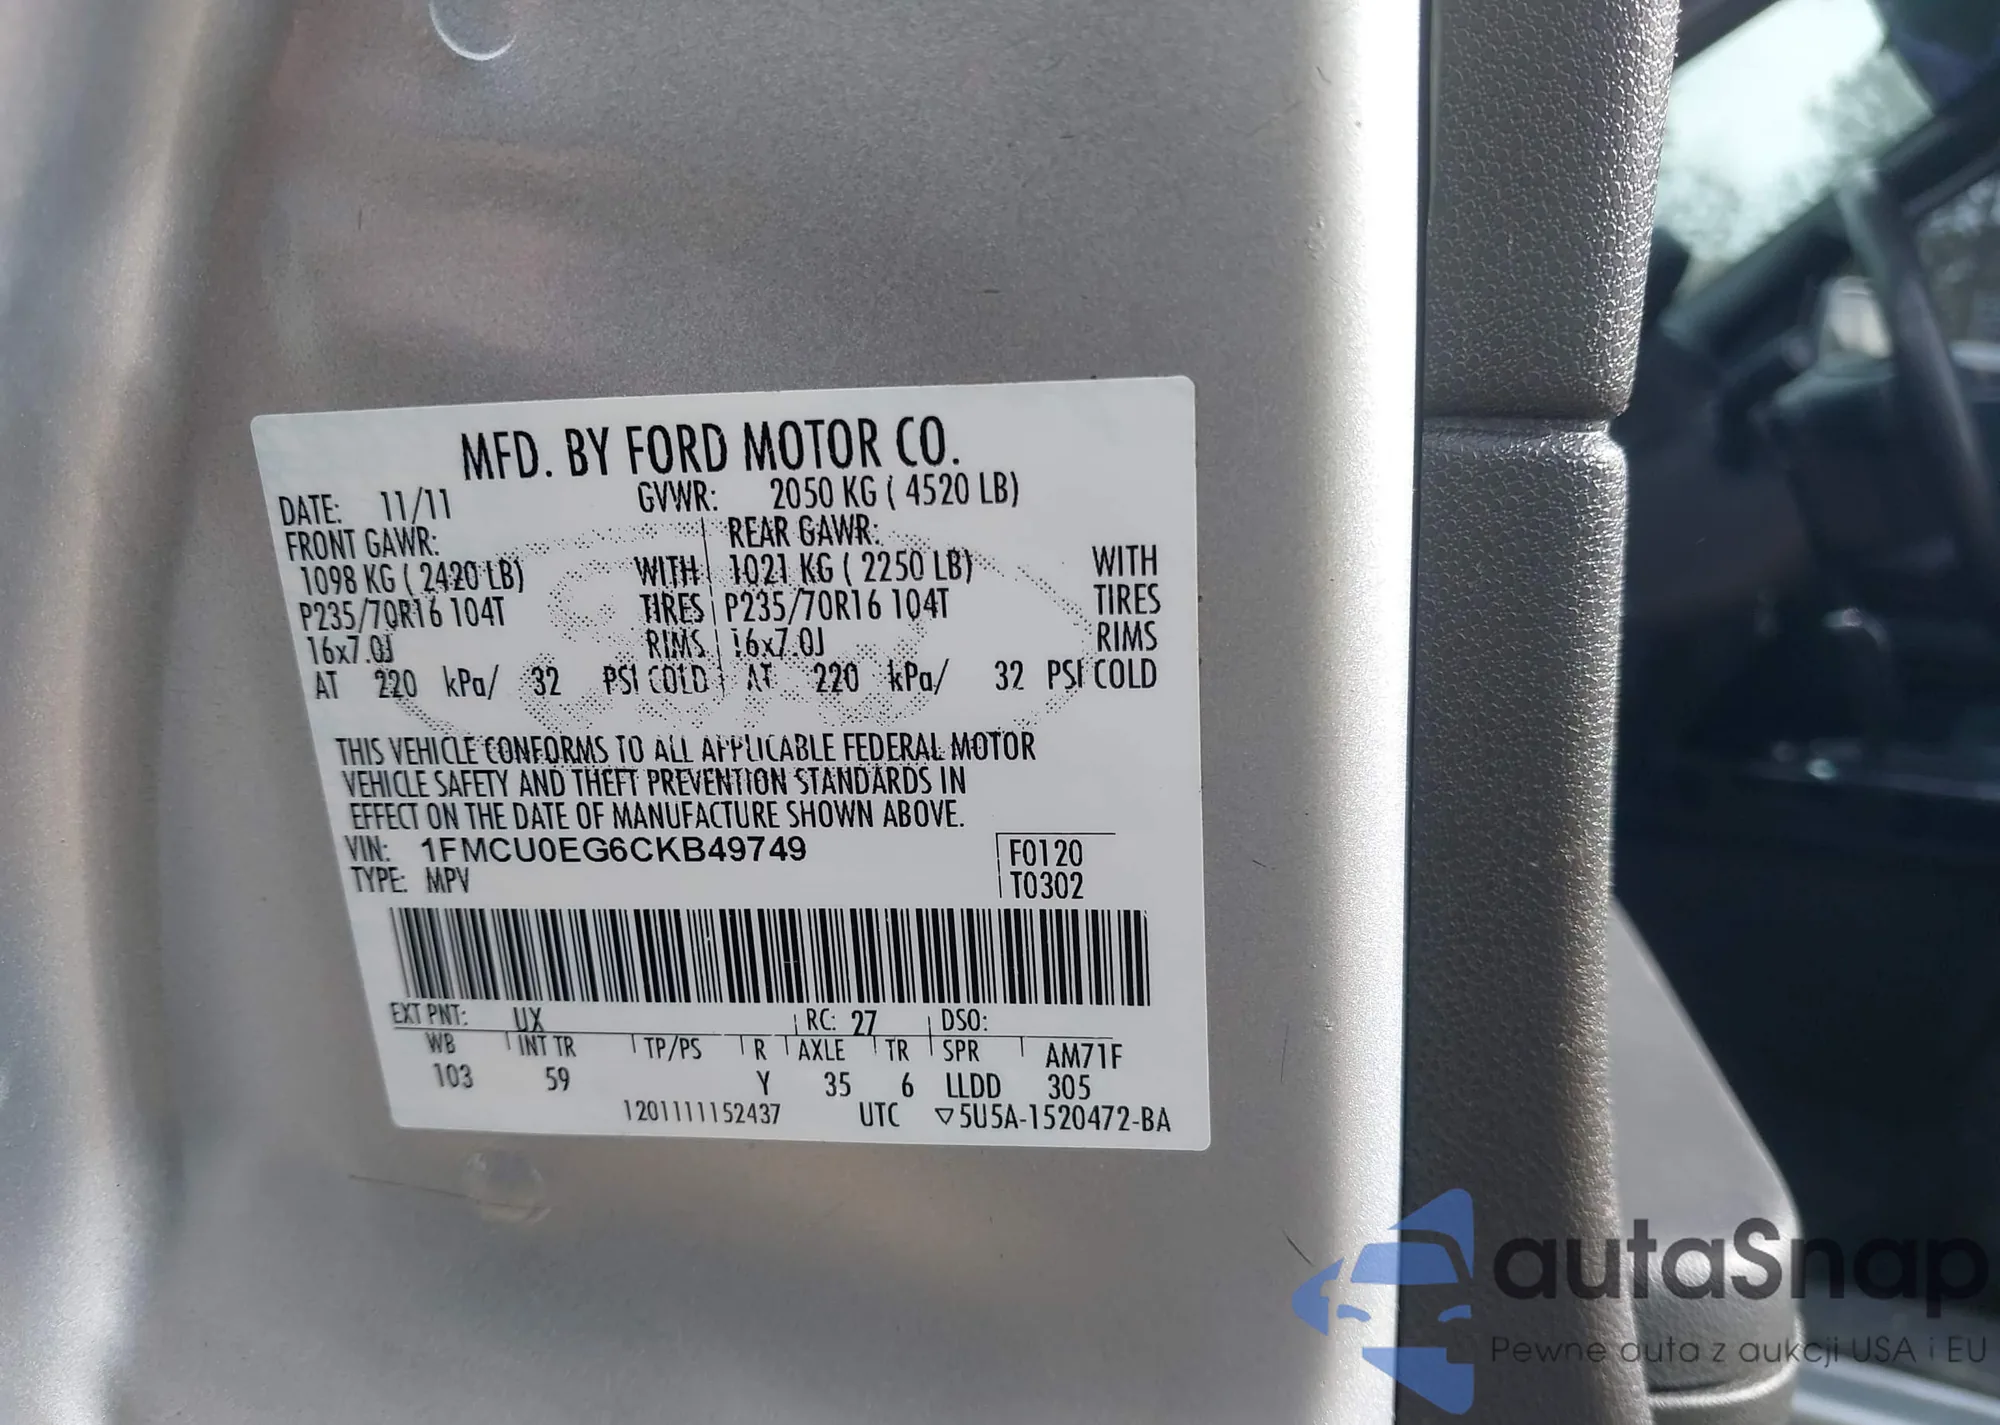 MFD. BY FORD MOTOR CO.
DATE: 11/11 GVWR: 2050 KG ( 4520 LB)
FRONT GAWR: REAR GAWR:
1098 KG ( 2420 LB) WITH 1021 KG ( 2250 LB) WITH
P235/70R16 104T TIRES P235/70R16 104T TIRES
16x7.0J RIMS 16x7.0J RIMS
AT 220 kPa/ 32 PSI COLD AT 220 kPa/ 32 PSI COLD
THIS VEHICLE CONFORMS TO ALL APPLICABLE FEDERAL MOTOR
VEHICLE SAFETY AND THEFT PREVENTION STANDARDS IN
EFFECT ON THE DATE OF MANUFACTURE SHOWN ABOVE.
VIN: 1FMCU0EG6CKB49749 F0120
TYPE: MPV T0302
EXT PNT: UX RC: 27 DSO:
WB INT TR TP/PS R AXLE TR SPR AM71F
103 59 Y 35 6 LLDD 305
1201111152437 UTC ▽5U5A-1520472-BA
autaSnap
Pewne auta z aukcji USA i EU